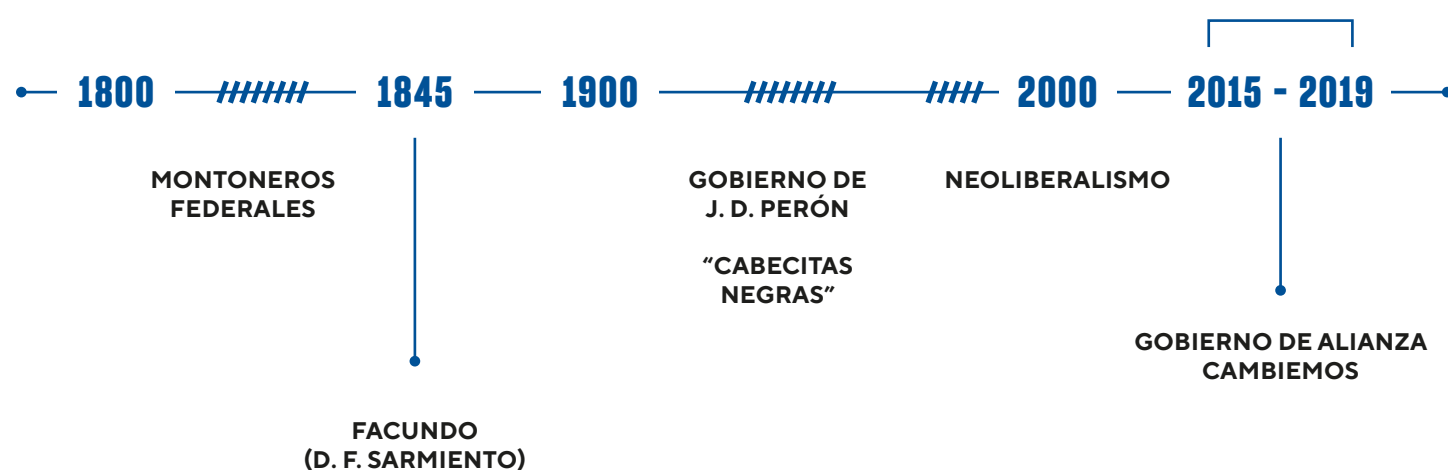 1800 1845 1900 2000 2015 - 2019
MONTONEROS
FEDERALES
FACUNDO
(D. F. SARMIENTO)
GOBIERNO DE
J. D. PERÓN
“CABECITAS
NEGRAS”
NEOLIBERALISMO
GOBIERNO DE ALIANZA
CAMBIEMOS